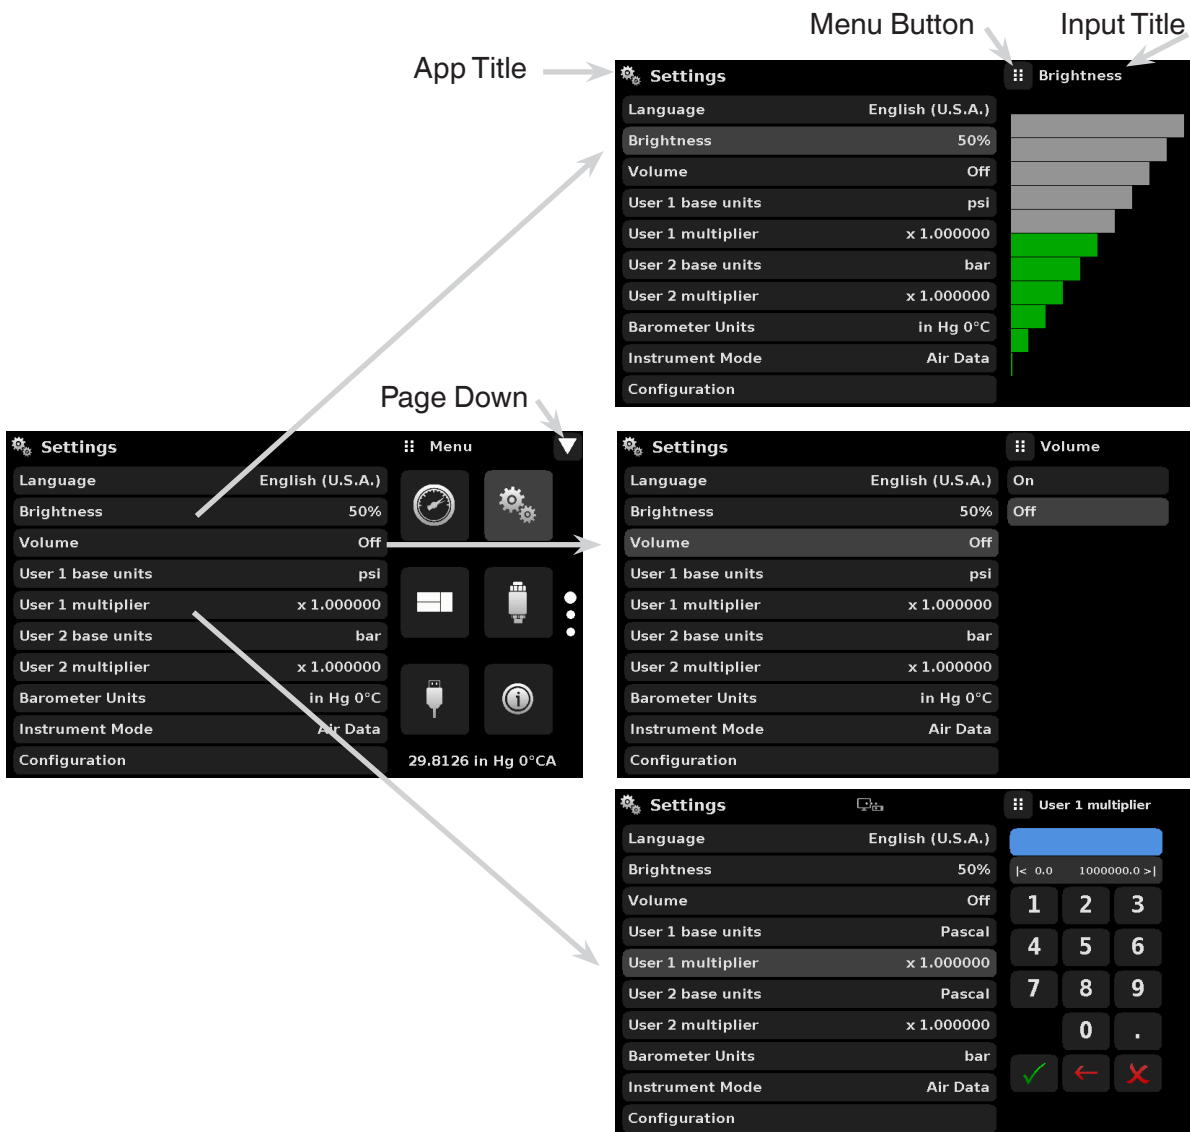 Menu Button
Input Title
App Title
Settings
Brightness
Language English (U.S.A.)
Brightness 50%
Volume Off
User 1 base units psi
User 1 multiplier x 1.000000
User 2 base units bar
User 2 multiplier x 1.000000
Barometer Units in Hg 0°C
Instrument Mode Air Data
Configuration
Page Down
Settings
Menu
Language English (U.S.A.)
Brightness 50%
Volume Off
User 1 base units psi
User 1 multiplier x 1.000000
User 2 base units bar
User 2 multiplier x 1.000000
Barometer Units in Hg 0°C
Instrument Mode Air Data
Configuration
29.8126 in Hg 0°CA
Settings
Volume
Language English (U.S.A.)
Brightness 50%
Volume Off
User 1 base units psi
User 1 multiplier x 1.000000
User 2 base units bar
User 2 multiplier x 1.000000
Barometer Units in Hg 0°C
Instrument Mode Air Data
Configuration
On
Off
Settings
User 1 multiplier
Language English (U.S.A.)
Brightness 50%
Volume Off
User 1 base units Pascal
User 1 multiplier x 1.000000
User 2 base units Pascal
User 2 multiplier x 1.000000
Barometer Units bar
Instrument Mode Air Data
Configuration
|< 0.0 1000000.0 >|
1 2 3
4 5 6
7 8 9
0 .